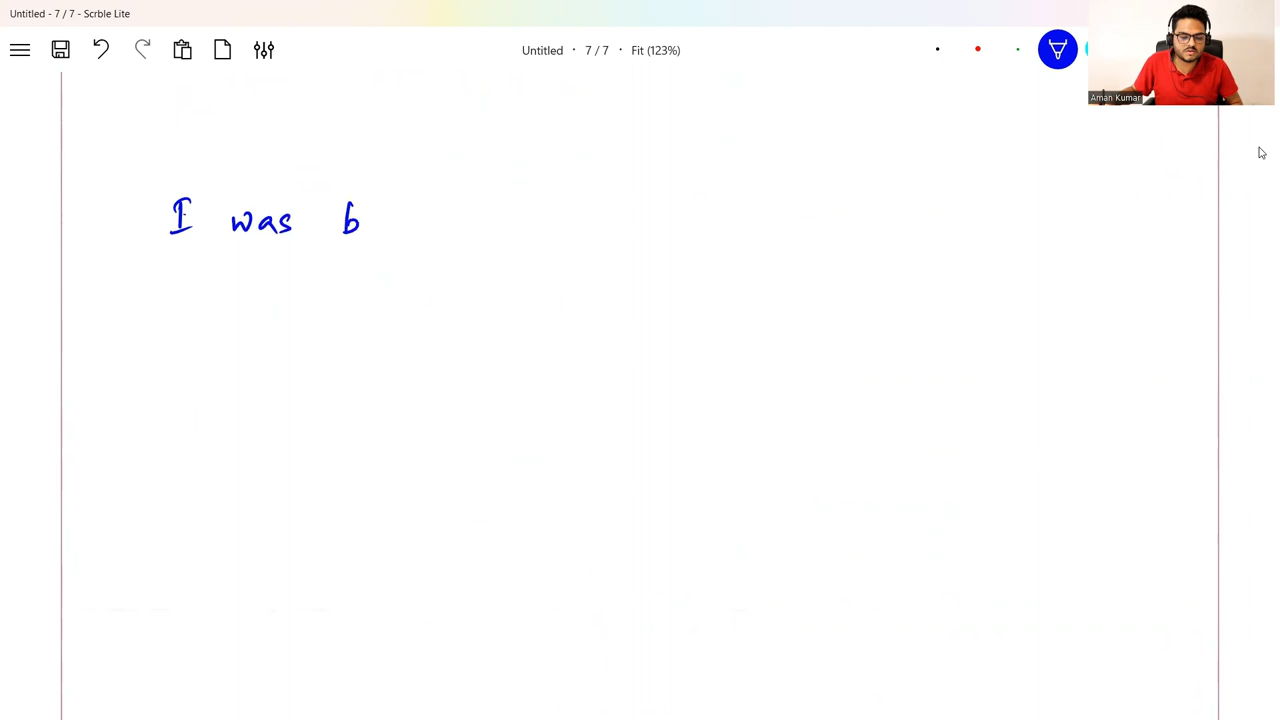 Untitled - 7 / 7 - Scrble Lite
Untitled · 7 / 7 · Fit (123%)
Aman Kumar
I was b